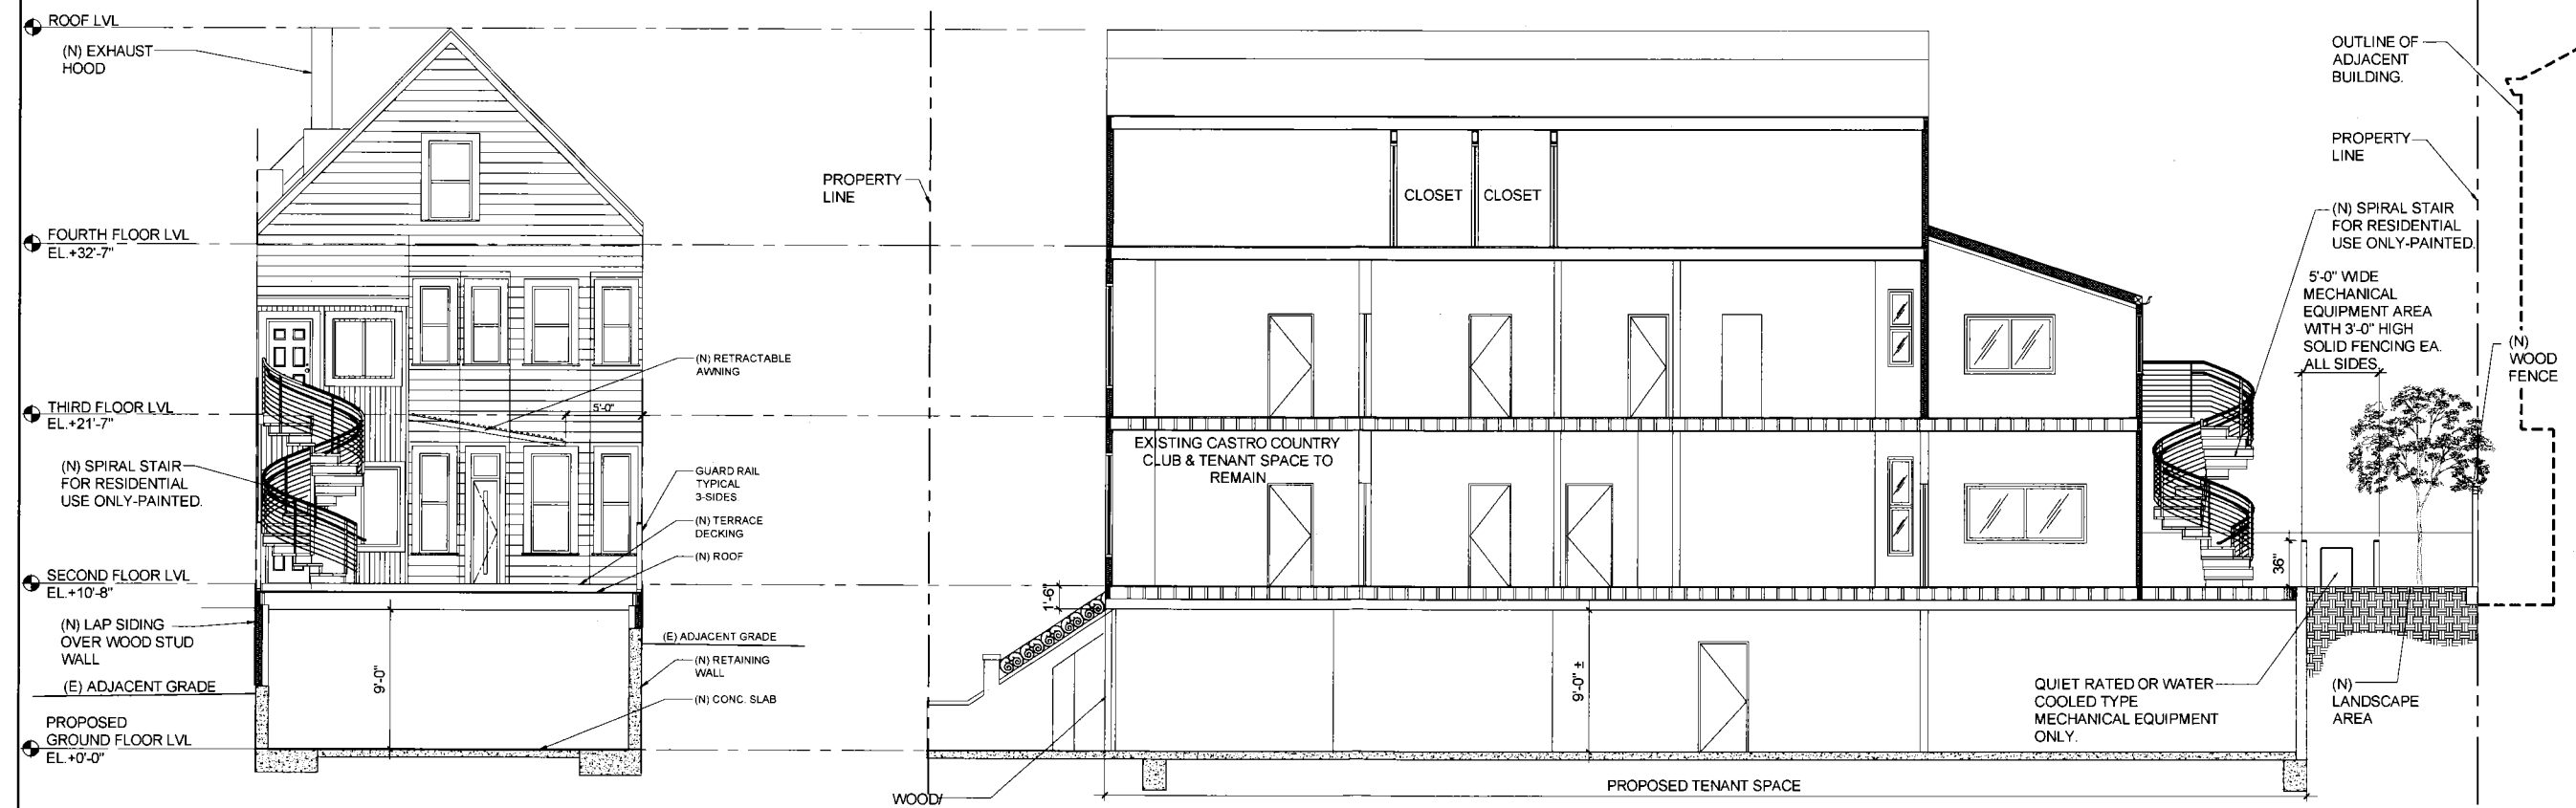 ROOF LVL
(N) EXHAUST
HOOD
FOURTH FLOOR LVL
EL.+32'-7"
THIRD FLOOR LVL
EL.+21'-7"
(N) SPIRAL STAIR
FOR RESIDENTIAL
USE ONLY-PAINTED.
SECOND FLOOR LVL
EL.+10'-8"
(N) LAP SIDING
OVER WOOD STUD
WALL
(E) ADJACENT GRADE
PROPOSED
GROUND FLOOR LVL
EL.+0'-0"
5'-0"
9'-0"
(N) RETRACTABLE
AWNING
GUARD RAIL
TYPICAL
3-SIDES
(N) TERRACE
DECKING
(N) ROOF
(E) ADJACENT GRADE
(N) RETAINING
WALL
(N) CONC. SLAB
PROPERTY
LINE
CLOSET
CLOSET
EXISTING CASTRO COUNTRY
CLUB & TENANT SPACE TO
REMAIN
1'-6"
9'-0" ±
WOOD/
PROPOSED TENANT SPACE
OUTLINE OF
ADJACENT
BUILDING.
PROPERTY
LINE
(N) SPIRAL STAIR
FOR RESIDENTIAL
USE ONLY-PAINTED.
5'-0" WIDE
MECHANICAL
EQUIPMENT AREA
WITH 3'-0" HIGH
SOLID FENCING EA.
ALL SIDES.
(N)
WOOD
FENCE
36"
QUIET RATED OR WATER
COOLED TYPE
MECHANICAL EQUIPMENT
ONLY.
(N)
LANDSCAPE
AREA